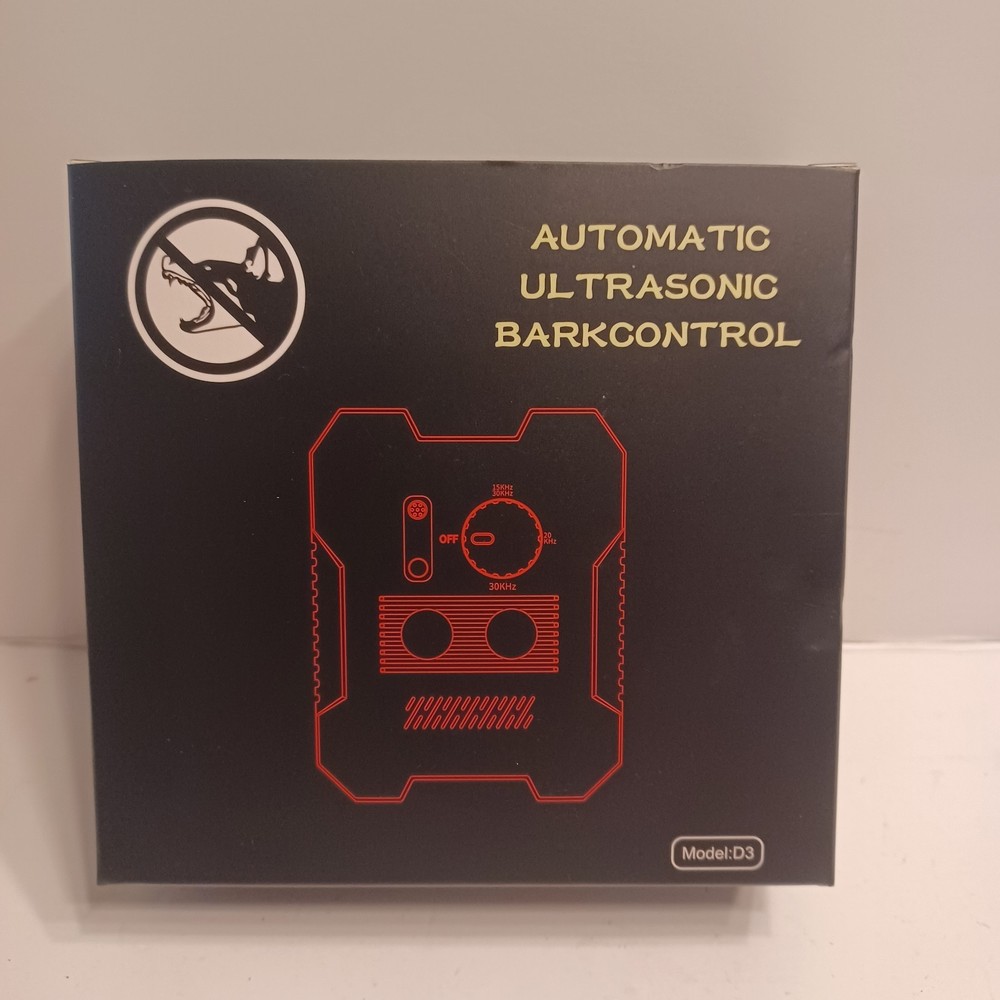 AUTOMATIC
ULTRASONIC
BARKCONTROL
15KHz
30KHz
OFF
20
KHz
30KHz
Model:D3